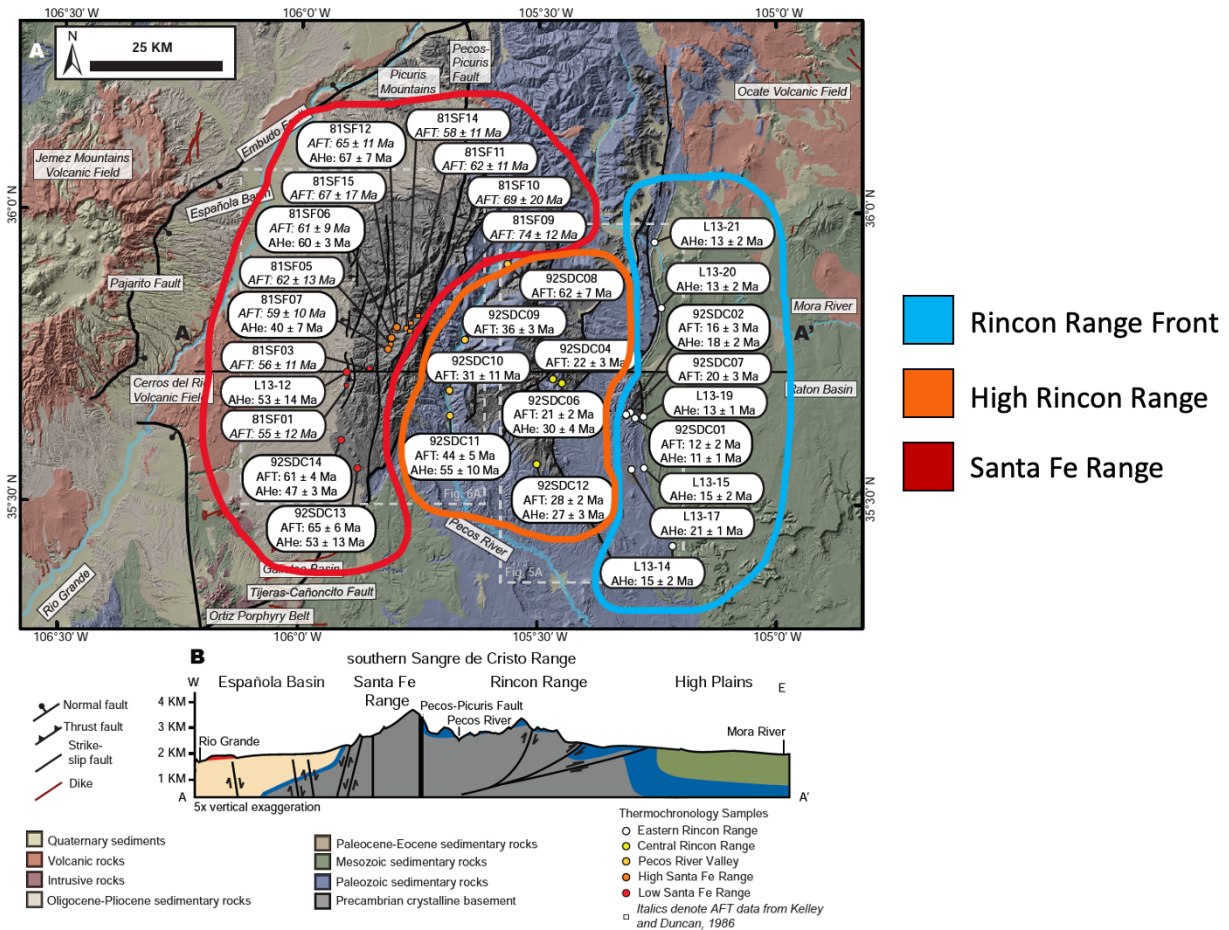 106°30' W
106°0' W
105°30' W
105°0' W
A
N
25 KM
Pecos-
Picuris
Fault
Picuris
Mountains
Ocate Volcanic Field
Embudo Fault
Jemez Mountains
Volcanic Field
Española Basin
36°0' N
36°0' N
Pajarito Fault
Mora River
A
A'
Cerros del Rio
Volcanic Field
Raton Basin
35°30' N
35°30' N
81SF14
AFT: 58 ± 11 Ma
81SF12
AFT: 65 ± 11 Ma
AHe: 67 ± 7 Ma
81SF11
AFT: 62 ± 11 Ma
81SF15
AFT: 67 ± 17 Ma
81SF10
AFT: 69 ± 20 Ma
81SF06
AFT: 61 ± 9 Ma
AHe: 60 ± 3 Ma
81SF09
AFT: 74 ± 12 Ma
81SF05
AFT: 62 ± 13 Ma
81SF07
AFT: 59 ± 10 Ma
AHe: 40 ± 7 Ma
81SF03
AFT: 56 ± 11 Ma
L13-12
AHe: 53 ± 14 Ma
81SF01
AFT: 55 ± 12 Ma
92SDC14
AFT: 61 ± 4 Ma
AHe: 47 ± 3 Ma
92SDC13
AFT: 65 ± 6 Ma
AHe: 53 ± 13 Ma
92SDC08
AFT: 62 ± 7 Ma
92SDC09
AFT: 36 ± 3 Ma
92SDC04
AFT: 22 ± 3 Ma
92SDC10
AFT: 31 ± 11 Ma
92SDC06
AFT: 21 ± 2 Ma
AHe: 30 ± 4 Ma
92SDC11
AFT: 44 ± 5 Ma
AHe: 55 ± 10 Ma
92SDC12
AFT: 28 ± 2 Ma
AHe: 27 ± 3 Ma
L13-21
AHe: 13 ± 2 Ma
L13-20
AHe: 13 ± 2 Ma
92SDC02
AFT: 16 ± 3 Ma
AHe: 18 ± 2 Ma
92SDC07
AFT: 20 ± 3 Ma
L13-19
AHe: 13 ± 1 Ma
92SDC01
AFT: 12 ± 2 Ma
AHe: 11 ± 1 Ma
L13-15
AHe: 15 ± 2 Ma
L13-17
AHe: 21 ± 1 Ma
L13-14
AHe: 15 ± 2 Ma
Fig. 6A
Fig. 5A
Pecos River
Rio Grande
Galisteo Basin
Tijeras-Cañoncito Fault
Ortiz Porphyry Belt
106°30' W
106°0' W
105°30' W
105°0' W
Rincon Range Front
High Rincon Range
Santa Fe Range
B
southern Sangre de Cristo Range
W
Española Basin
Santa Fe
Range
Rincon Range
High Plains
E
Pecos-Picuris Fault
Pecos River
Rio Grande
Mora River
4 KM
3 KM
2 KM
1 KM
A
A'
5x vertical exaggeration
Normal fault
Thrust fault
Strike-
slip fault
Dike
Quaternary sediments
Volcanic rocks
Intrusive rocks
Oligocene-Pliocene sedimentary rocks
Paleocene-Eocene sedimentary rocks
Mesozoic sedimentary rocks
Paleozoic sedimentary rocks
Precambrian crystalline basement
Thermochronology Samples
Eastern Rincon Range
Central Rincon Range
Pecos River Valley
High Santa Fe Range
Low Santa Fe Range
Italics denote AFT data from Kelley
and Duncan, 1986